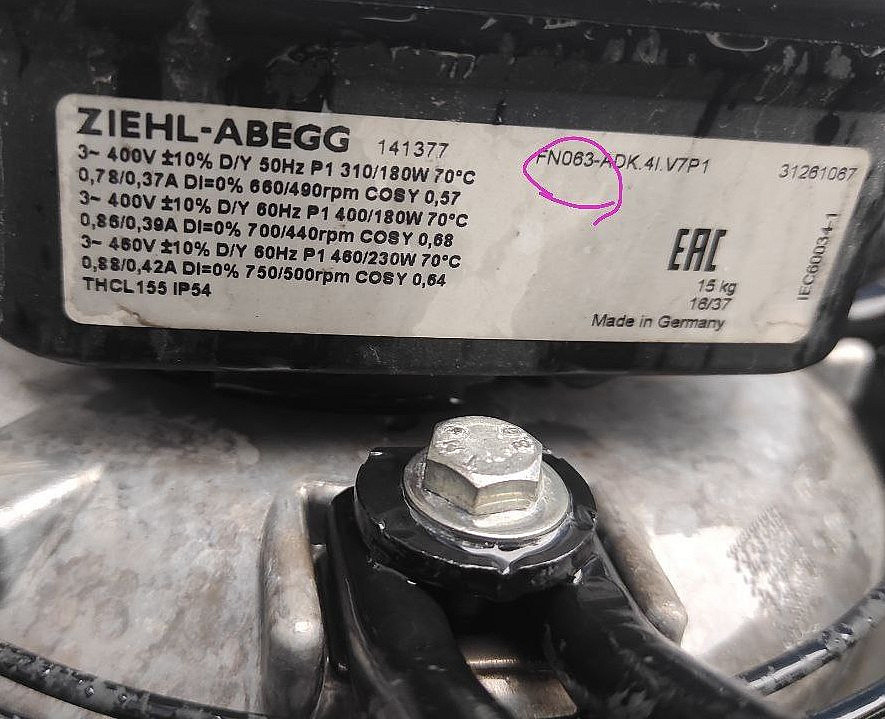 ZIEHL-ABEGG 141377 FN063-ADK.4I.V7P1 31261067
3~ 400V ±10% D/Y 50Hz P1 310/180W 70°C
0,78/0,37A DI=0% 660/490rpm COSY 0,57
3~ 400V ±10% D/Y 60Hz P1 400/180W 70°C
0,86/0,39A DI=0% 700/440rpm COSY 0,68
3~ 460V ±10% D/Y 60Hz P1 460/230W 70°C
0,88/0,42A DI=0% 750/500rpm COSY 0,64
THCL155 IP54
EAC
15 kg
18/37
Made in Germany
IEC60034-1